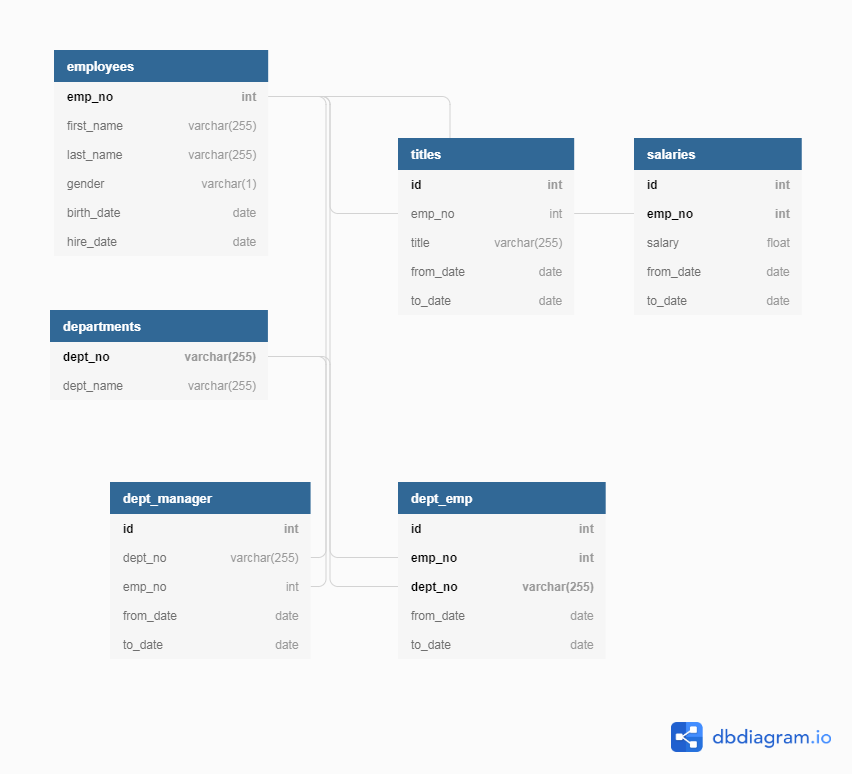 employees
emp_no int
first_name varchar(255)
last_name varchar(255)
gender varchar(1)
birth_date date
hire_date date
titles
id int
emp_no int
title varchar(255)
from_date date
to_date date
salaries
id int
emp_no int
salary float
from_date date
to_date date
departments
dept_no varchar(255)
dept_name varchar(255)
dept_manager
id int
dept_no varchar(255)
emp_no int
from_date date
to_date date
dept_emp
id int
emp_no int
dept_no varchar(255)
from_date date
to_date date
dbdiagram.io